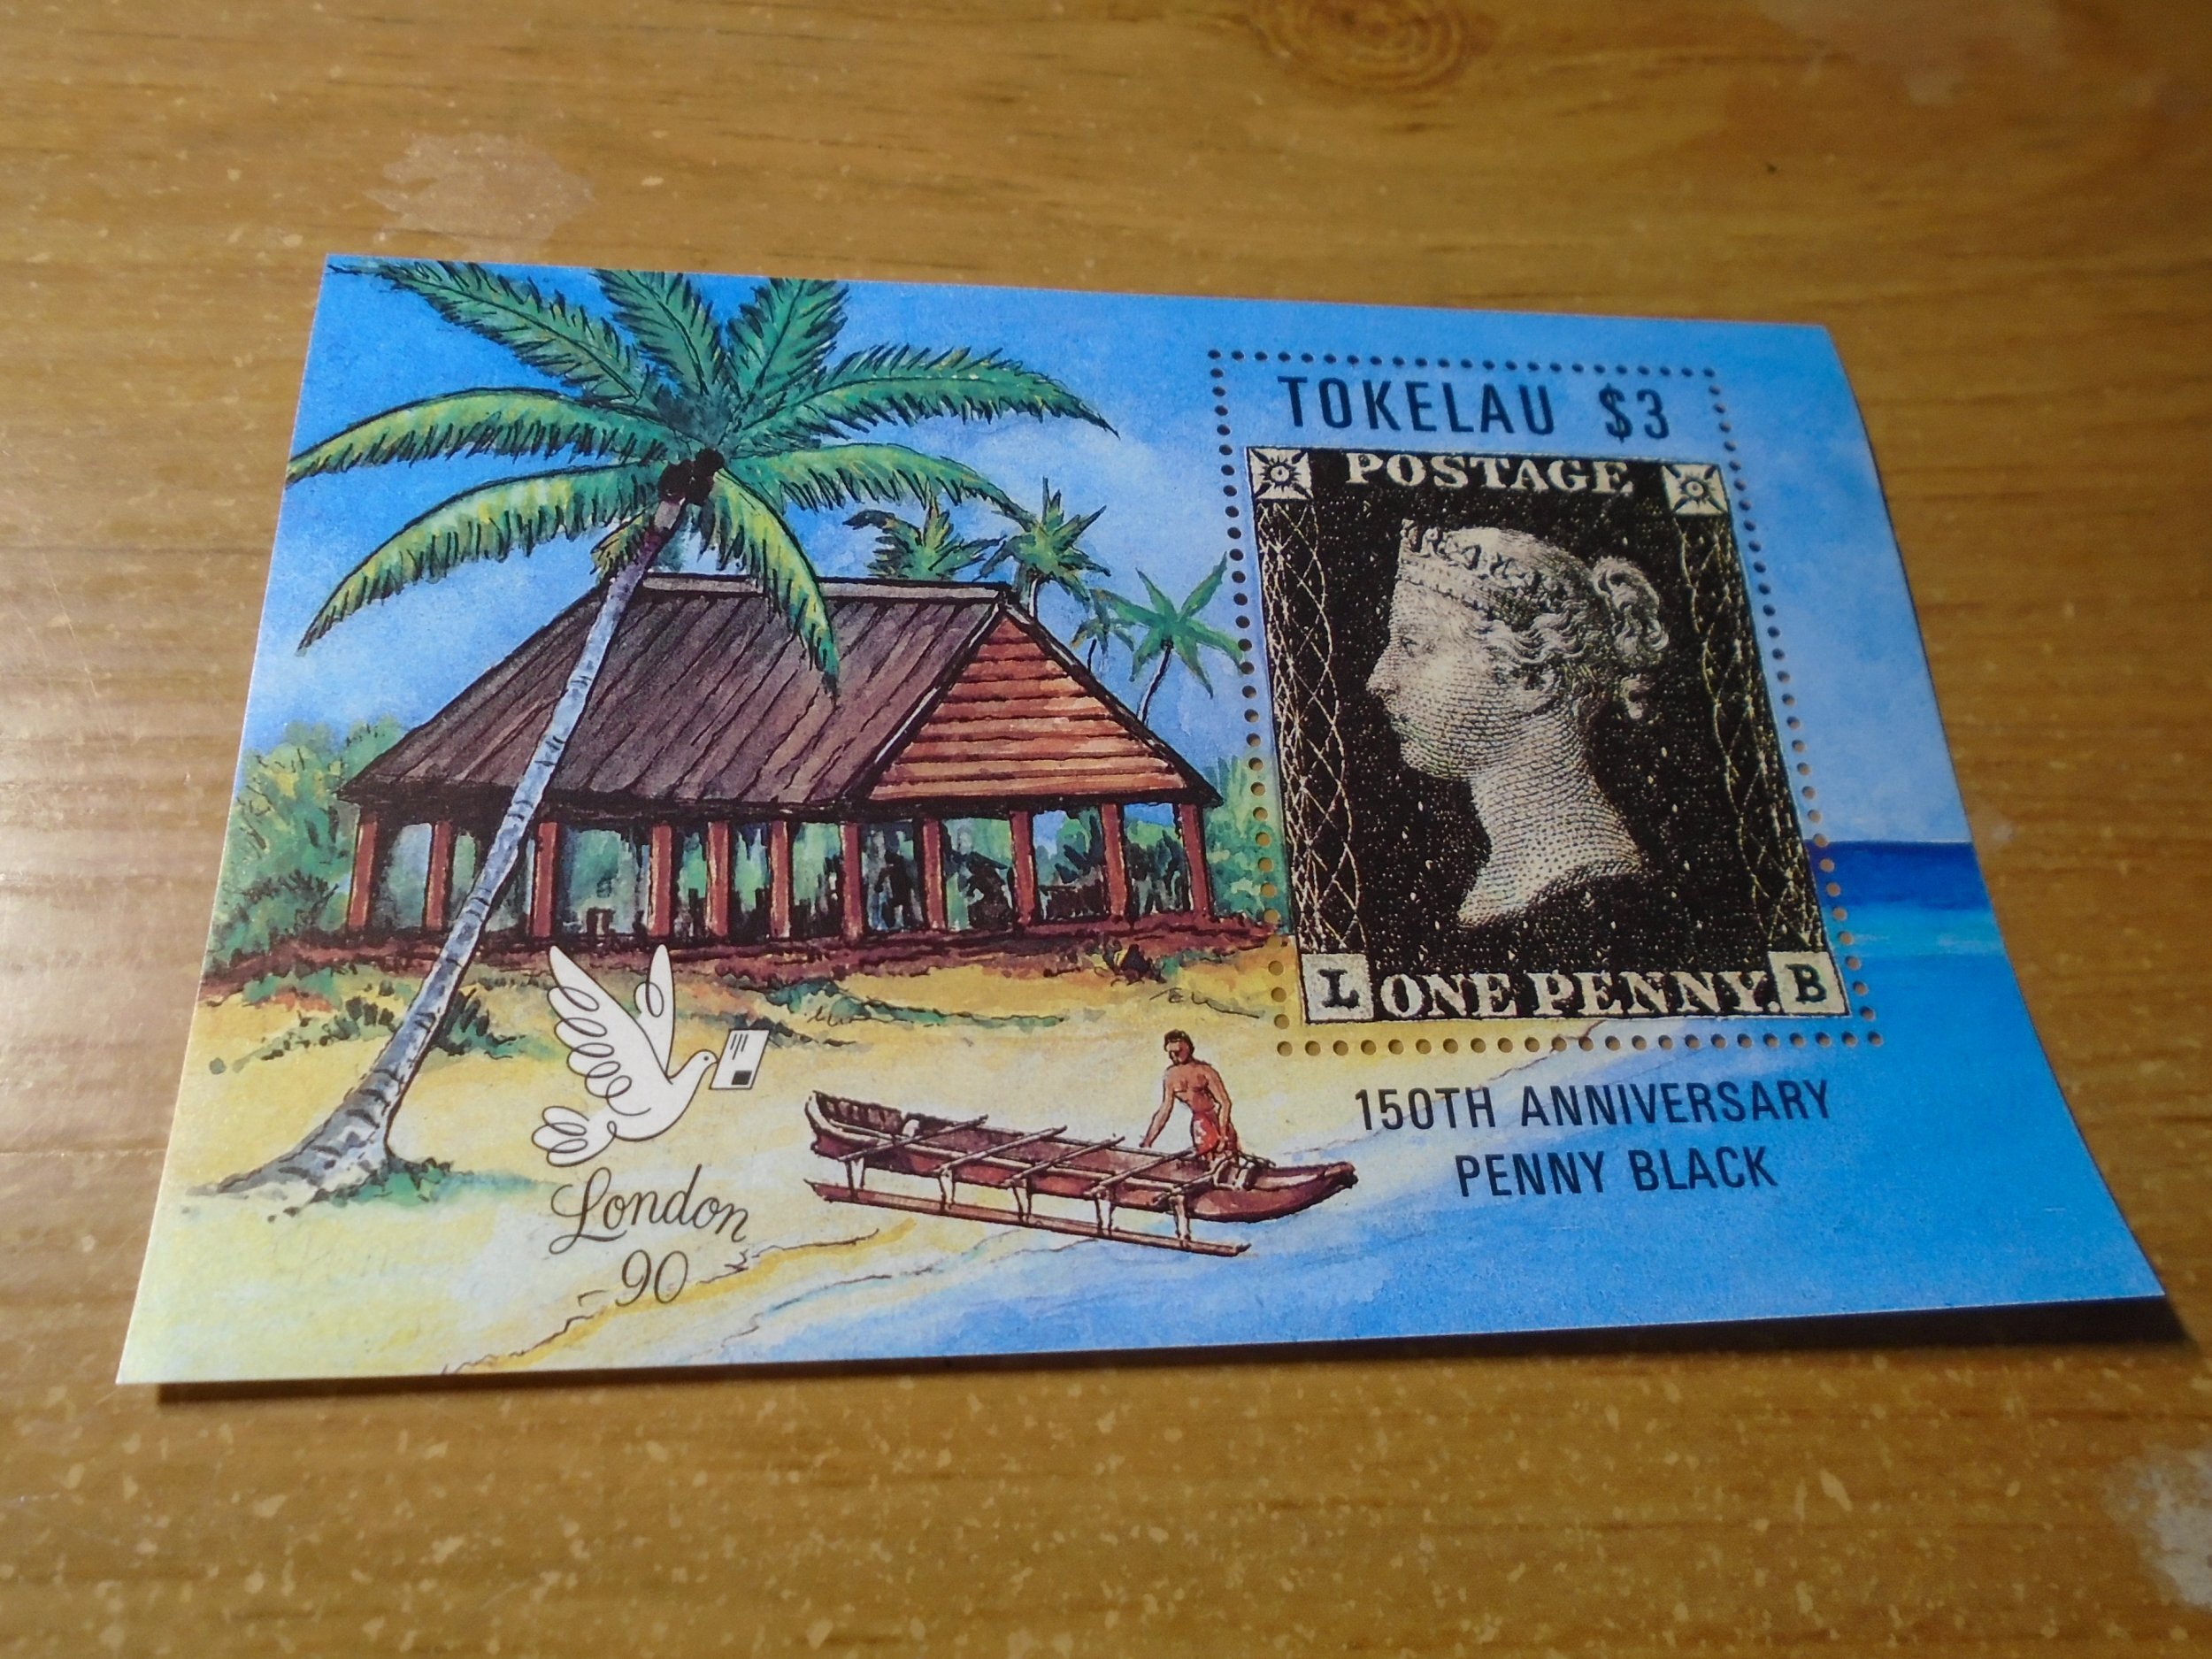 TOKELAU $3
POSTAGE
L ONE PENNY. B
150TH ANNIVERSARY
PENNY BLACK
London
90